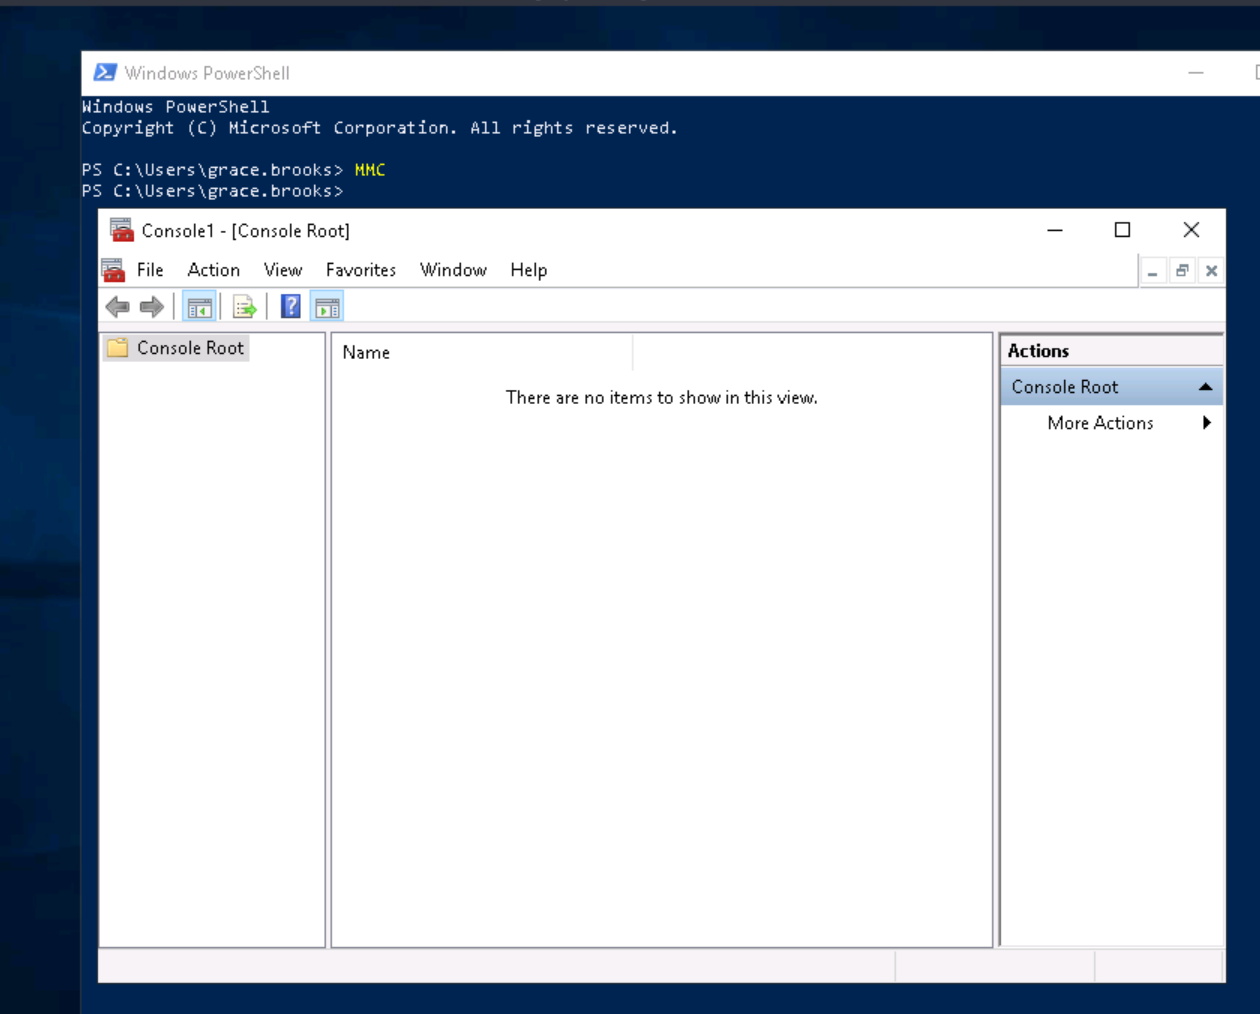 Windows PowerShell
Windows PowerShell
Copyright (C) Microsoft Corporation. All rights reserved.
PS C:\Users\grace.brooks> MMC
PS C:\Users\grace.brooks>
Console1 - [Console Root]
File Action View Favorites Window Help
Console Root
Name
There are no items to show in this view.
Actions
Console Root
More Actions